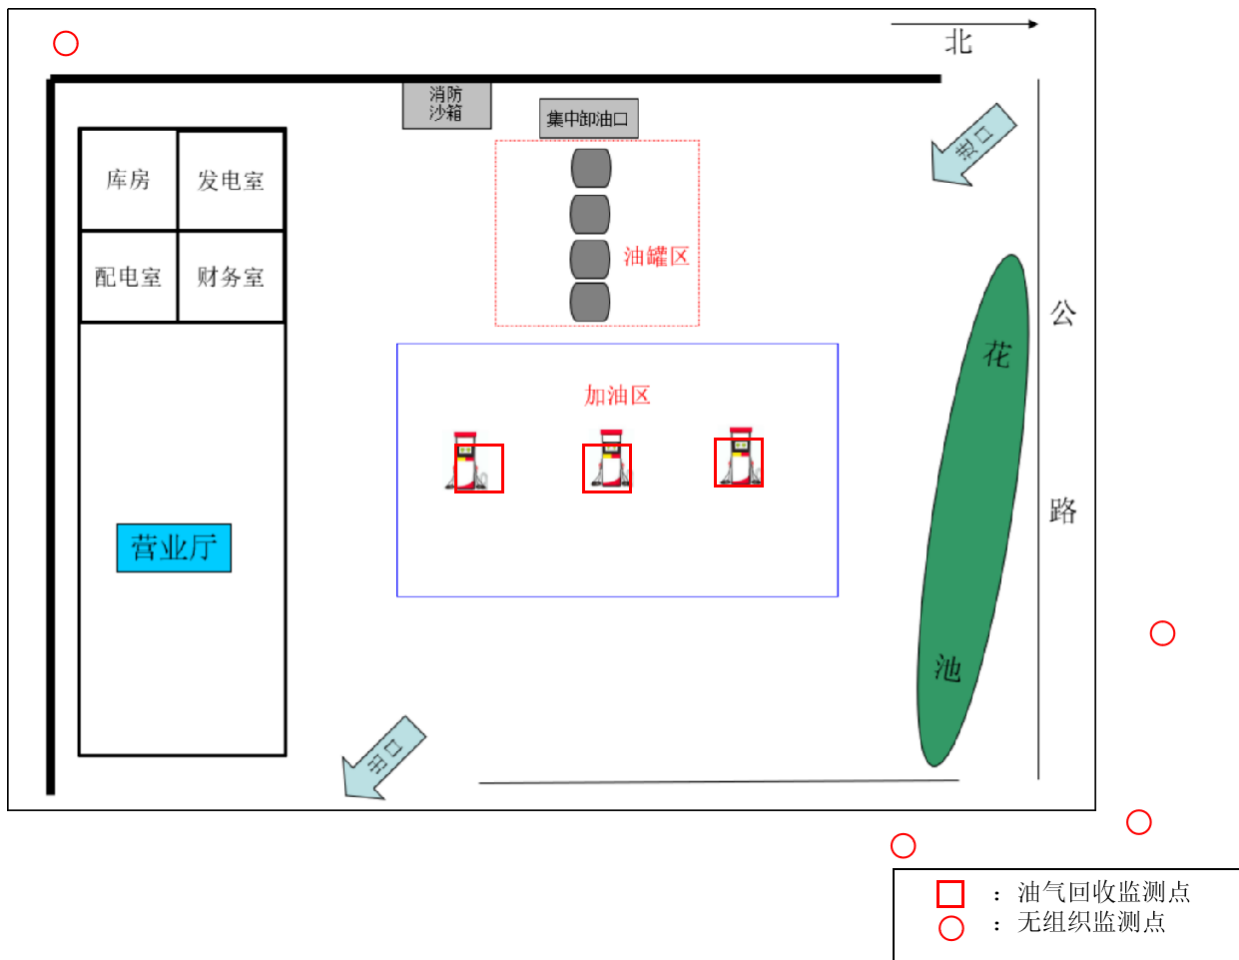 北
消防
沙箱
集中卸油口
进口
库房
发电室
油罐区
配电室
财务室
公
花
加油区
路
营业厅
池
出口
：油气回收监测点
：无组织监测点